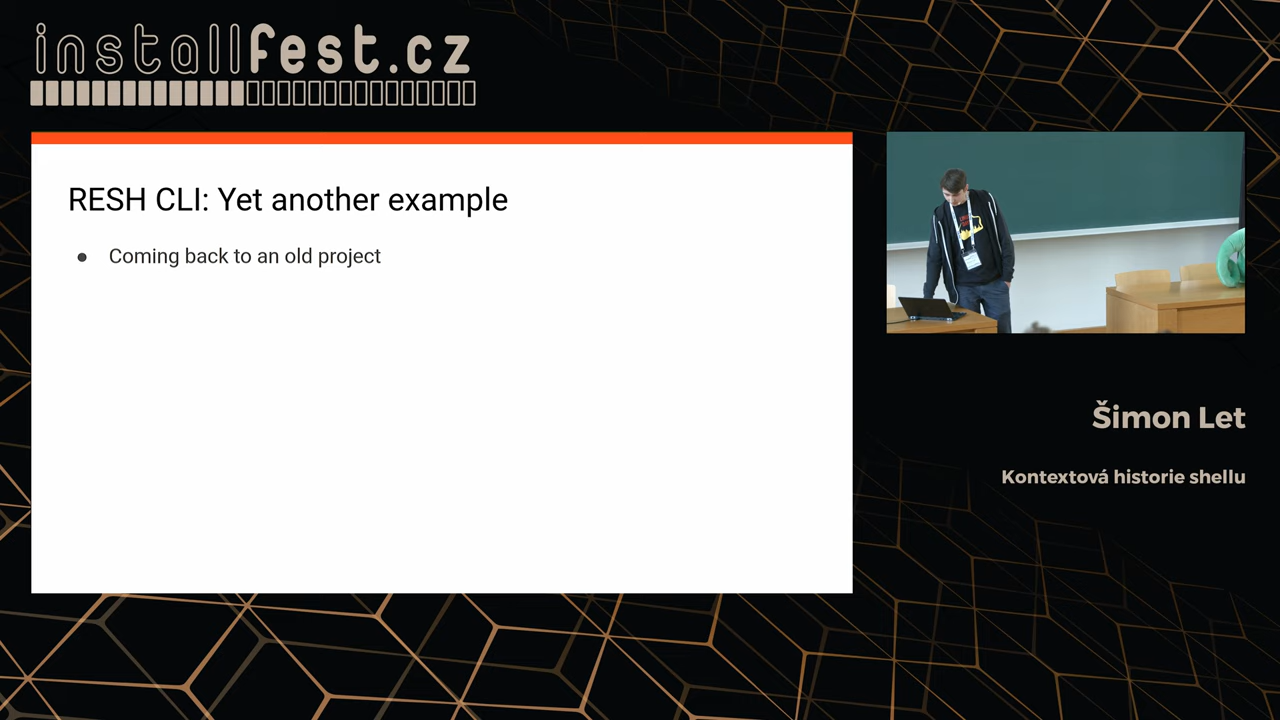 installfest.cz
RESH CLI: Yet another example
● Coming back to an old project
Šimon Let
Kontextová historie shellu